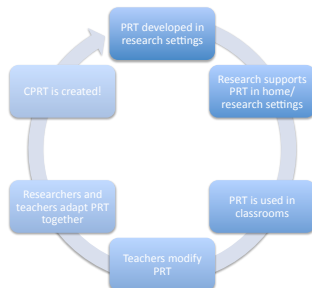 PRT developed in
research settings
Research supports
PRT in home/
research settings
PRT is used in
classrooms
Teachers modify
PRT
Researchers and
teachers adapt PRT
together
CPRT is created!